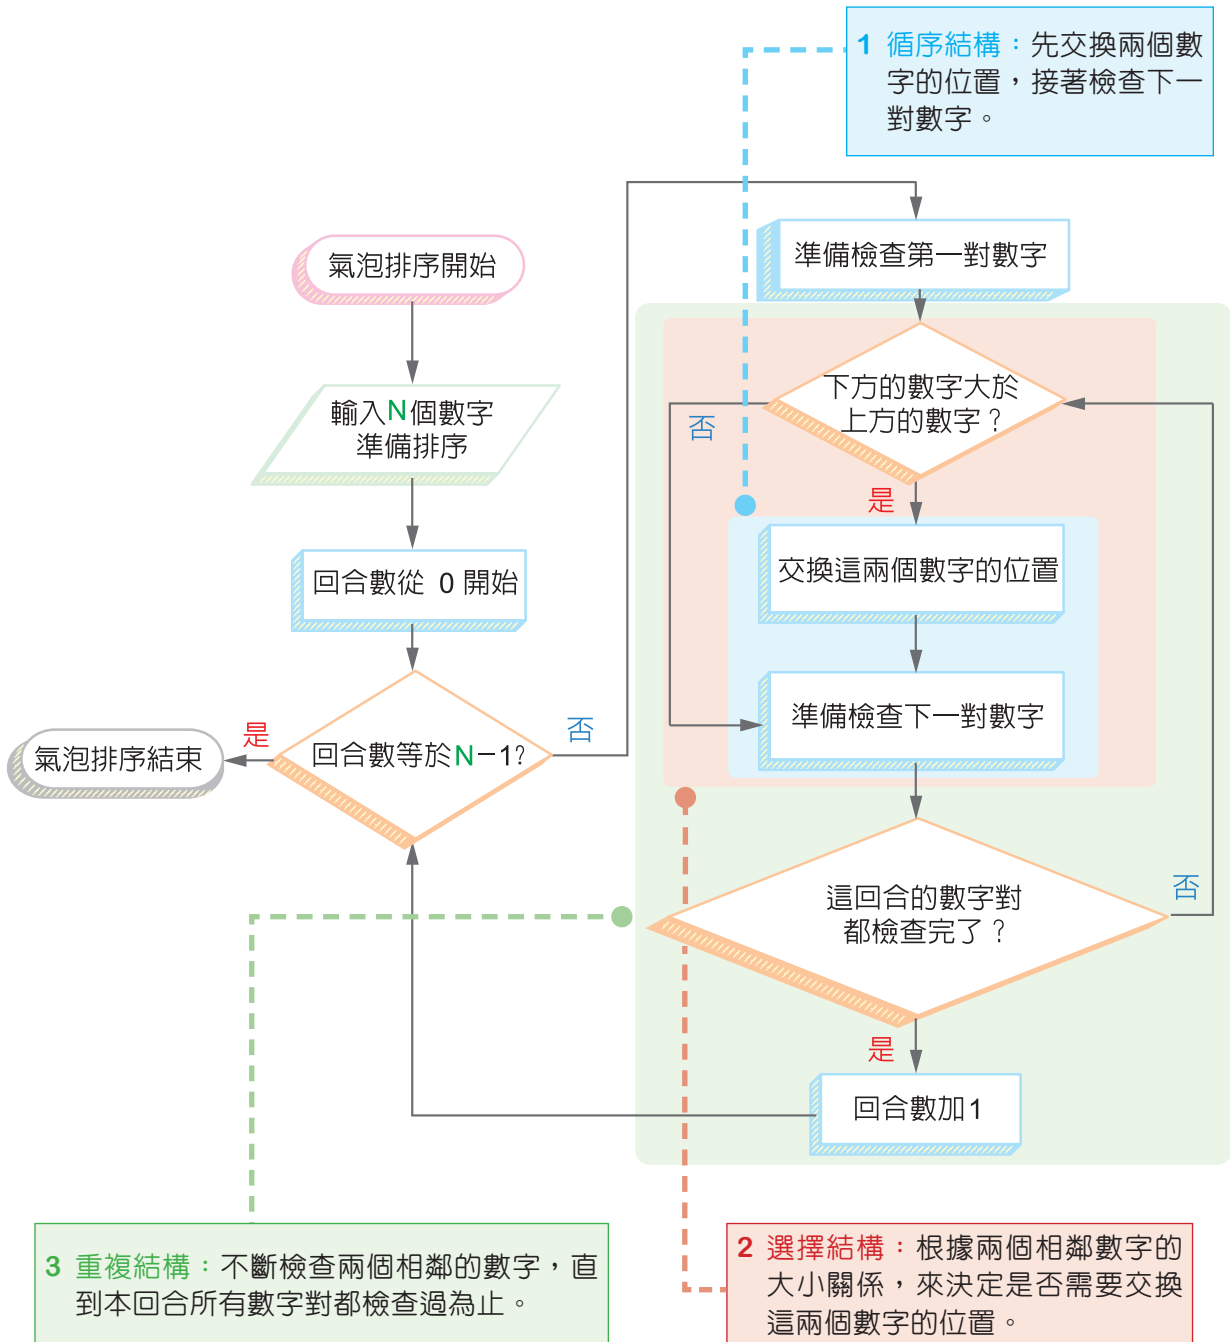 1 循序結構：先交換兩個數
字的位置，接著檢查下一
對數字。
氣泡排序開始
輸入N個數字
準備排序
回合數從 0 開始
回合數等於N－1?
是
氣泡排序結束
否
準備檢查第一對數字
下方的數字大於
上方的數字？
否
是
交換這兩個數字的位置
準備檢查下一對數字
這回合的數字對
都檢查完了？
否
是
回合數加1
3 重複結構：不斷檢查兩個相鄰的數字，直
到本回合所有數字對都檢查過為止。
2 選擇結構：根據兩個相鄰數字的
大小關係，來決定是否需要交換
這兩個數字的位置。